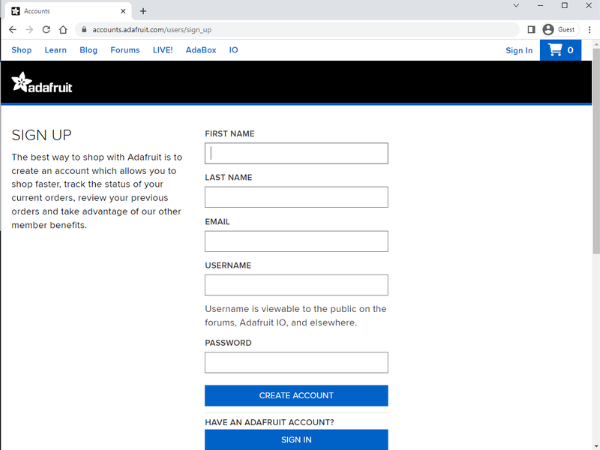 Accounts
accounts.adafruit.com/users/sign_up
Guest
Shop Learn Blog Forums LIVE! AdaBox IO Sign In 0
adafruit
SIGN UP
The best way to shop with Adafruit is to
create an account which allows you to
shop faster, track the status of your
current orders, review your previous
orders and take advantage of our other
member benefits.
FIRST NAME
LAST NAME
EMAIL
USERNAME
Username is viewable to the public on the
forums, Adafruit IO, and elsewhere.
PASSWORD
CREATE ACCOUNT
HAVE AN ADAFRUIT ACCOUNT?
SIGN IN